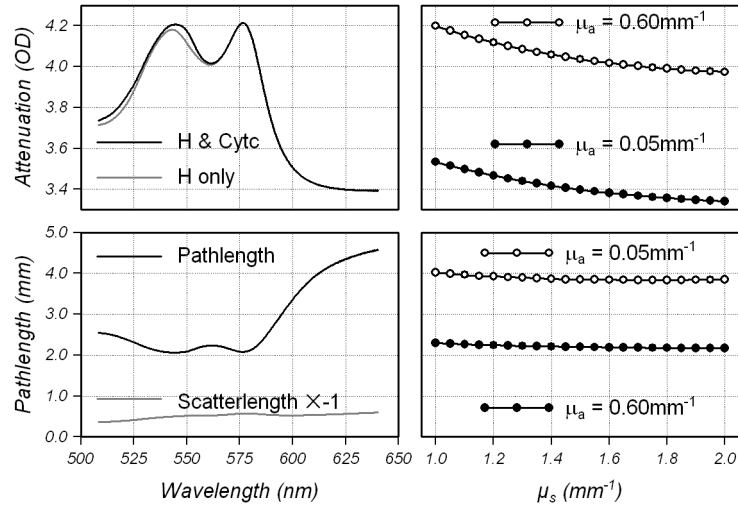 Attenuation (OD)
4.2
4.0
3.8
3.6
3.4
H & Cytc
H only
μa = 0.60mm-1
μa = 0.05mm-1
Pathlength (mm)
5.0
4.0
3.0
2.0
1.0
0.0
Pathlength
Scatterlength ×-1
500 525 550 575 600 625 650
Wavelength (nm)
μa = 0.05mm-1
μa = 0.60mm-1
1.0 1.2 1.4 1.6 1.8 2.0
μs (mm-1)